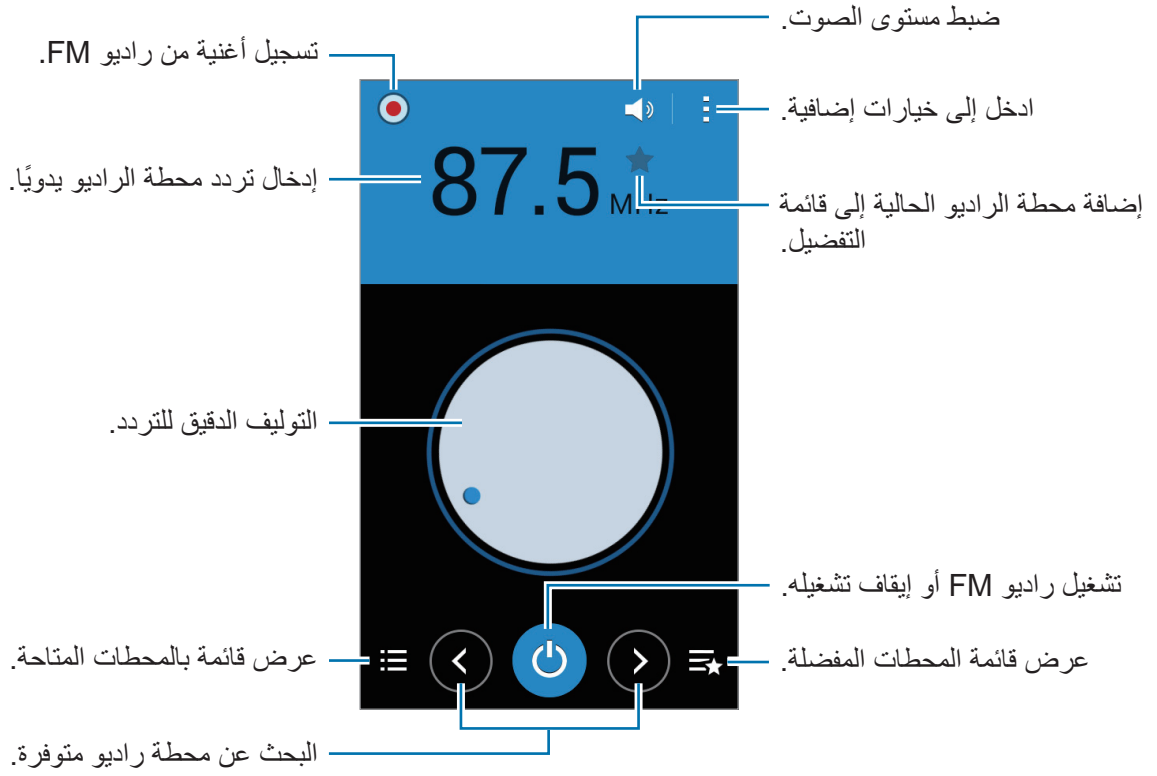 ضبط مستوى الصوت.
تسجيل أغنية من راديو FM.
ادخل إلى خيارات إضافية.
87.5 MHz
إدخال تردد محطة الراديو يدويًا.
إضافة محطة الراديو الحالية إلى قائمة
التفضيل.
التوليف الدقيق للتردد.
تشغيل راديو FM أو إيقاف تشغيله.
عرض قائمة المحطات المفضلة.
عرض قائمة بالمحطات المتاحة.
البحث عن محطة راديو متوفرة.